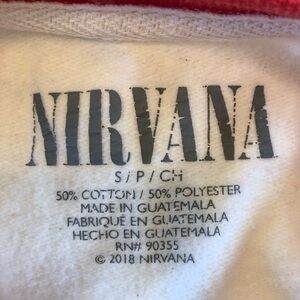 NIRVANA
S / P / CH
50% COTTON / 50% POLYESTER
MADE IN GUATEMALA
FABRIQUÉ EN GUATEMALA
HECHO EN GUATEMALA
RN# 90355
© 2018 NIRVANA